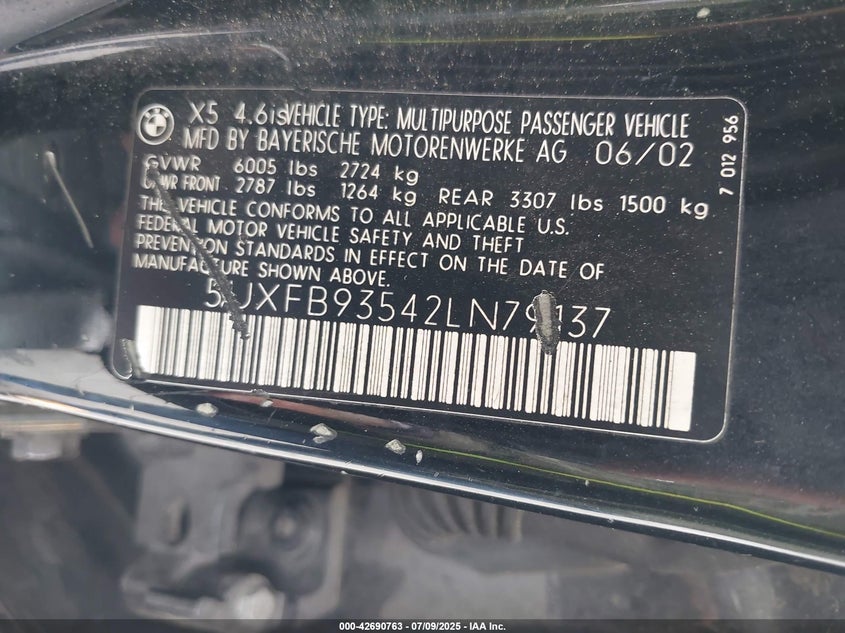 X5 4.6is VEHICLE TYPE: MULTIPURPOSE PASSENGER VEHICLE
MFD BY BAYERISCHE MOTORENWERKE AG 06/02
GVWR 6005 lbs 2724 kg
GAWR FRONT 2787 lbs 1264 kg REAR 3307 lbs 1500 kg
THE VEHICLE CONFORMS TO ALL APPLICABLE U.S.
FEDERAL MOTOR VEHICLE SAFETY AND THEFT
PREVENTION STANDARDS IN EFFECT ON THE DATE OF
MANUFACTURE SHOWN ABOVE.
5UXFB93542LN79137
7 012 956
000-42690763 / 07/09/2025 - IAA Inc.